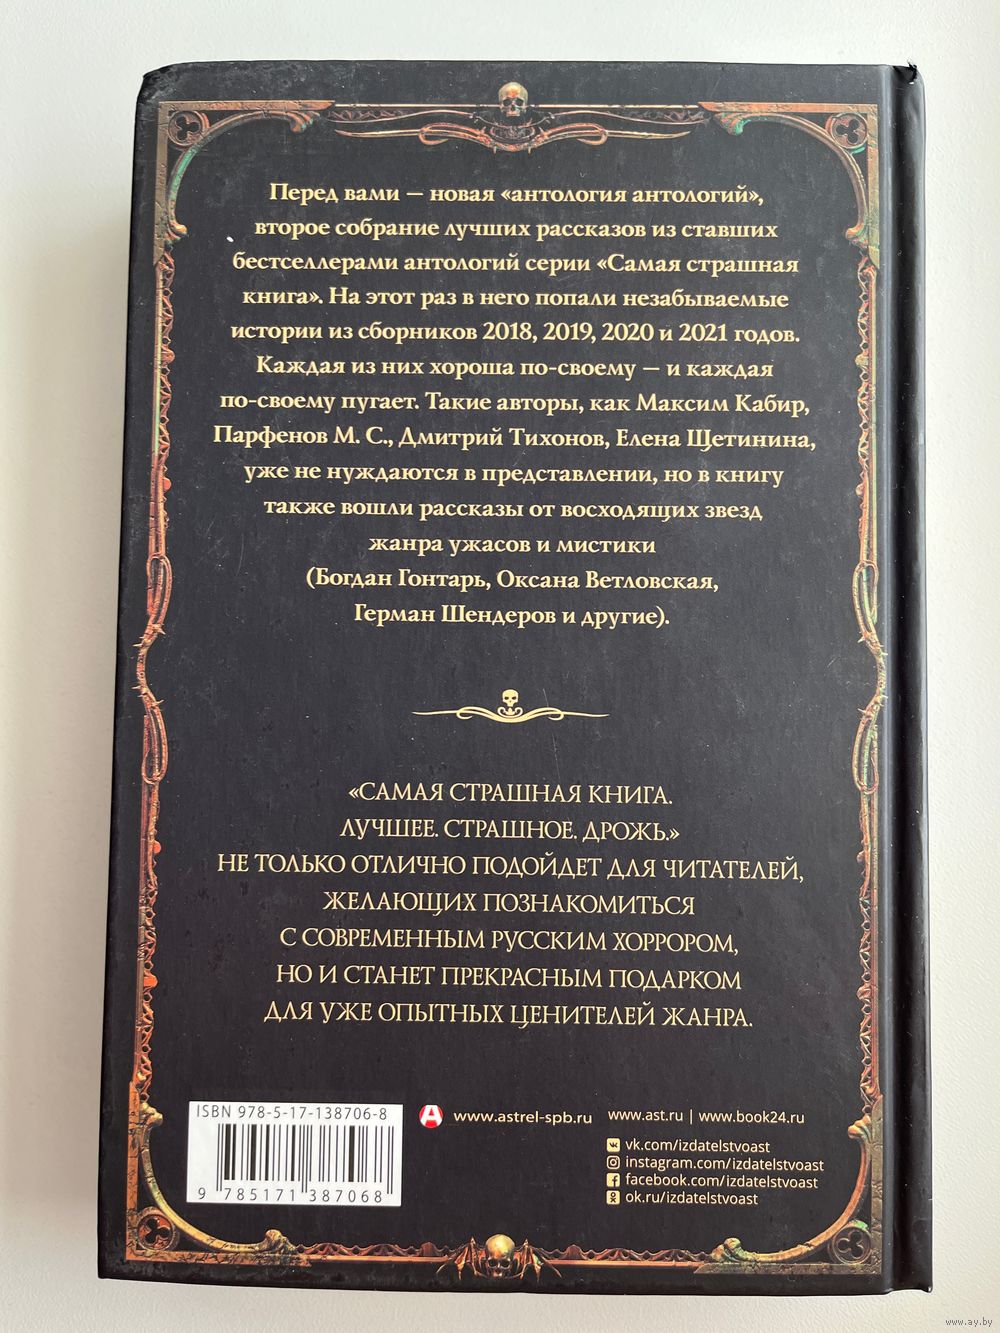 Перед вами — новая «антология антологий»,
второе собрание лучших рассказов из ставших
бестселлерами антологий серии «Самая страшная
книга». На этот раз в него попали незабываемые
истории из сборников 2018, 2019, 2020 и 2021 годов.
Каждая из них хороша по-своему — и каждая
по-своему пугает. Такие авторы, как Максим Кабир,
Парфенов М. С., Дмитрий Тихонов, Елена Щетинина,
уже не нуждаются в представлении, но в книгу
также вошли рассказы от восходящих звезд
жанра ужасов и мистики
(Богдан Гонтарь, Оксана Ветловская,
Герман Шендеров и другие).
«САМАЯ СТРАШНАЯ КНИГА.
ЛУЧШЕЕ. СТРАШНОЕ. ДРОЖЬ.»
НЕ ТОЛЬКО ОТЛИЧНО ПОДОЙДЕТ ДЛЯ ЧИТАТЕЛЕЙ,
ЖЕЛАЮЩИХ ПОЗНАКОМИТЬСЯ
С СОВРЕМЕННЫМ РУССКИМ ХОРРОРОМ,
НО И СТАНЕТ ПРЕКРАСНЫМ ПОДАРКОМ
ДЛЯ УЖЕ ОПЫТНЫХ ЦЕНИТЕЛЕЙ ЖАНРА.
ISBN 978-5-17-138706-8
9 785171 387068
А www.astrel-spb.ru
www.ast.ru | www.book24.ru
vk.com/izdatelstvoast
instagram.com/izdatelstvoast
facebook.com/izdatelstvoast
ok.ru/izdatelstvoast
www.ay.by